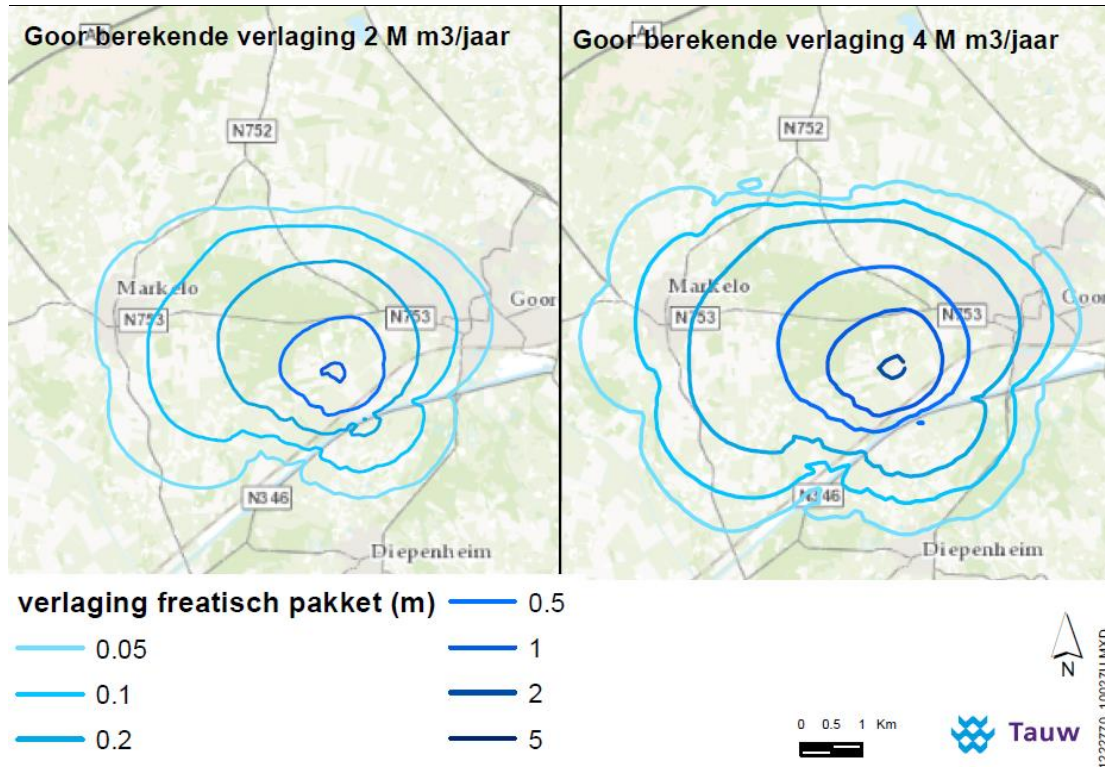 Goor berekende verlaging 2 M m3/jaar
N752
Markelo
N753
N753
Goor
N346
Diepenheim
Goor berekende verlaging 4 M m3/jaar
A1
N752
Markelo
N753
N753
N346
Diepenheim
verlaging freatisch pakket (m)
0.05
0.1
0.2
0.5
1
2
5
N
0 0.5 1 Km
Tauw